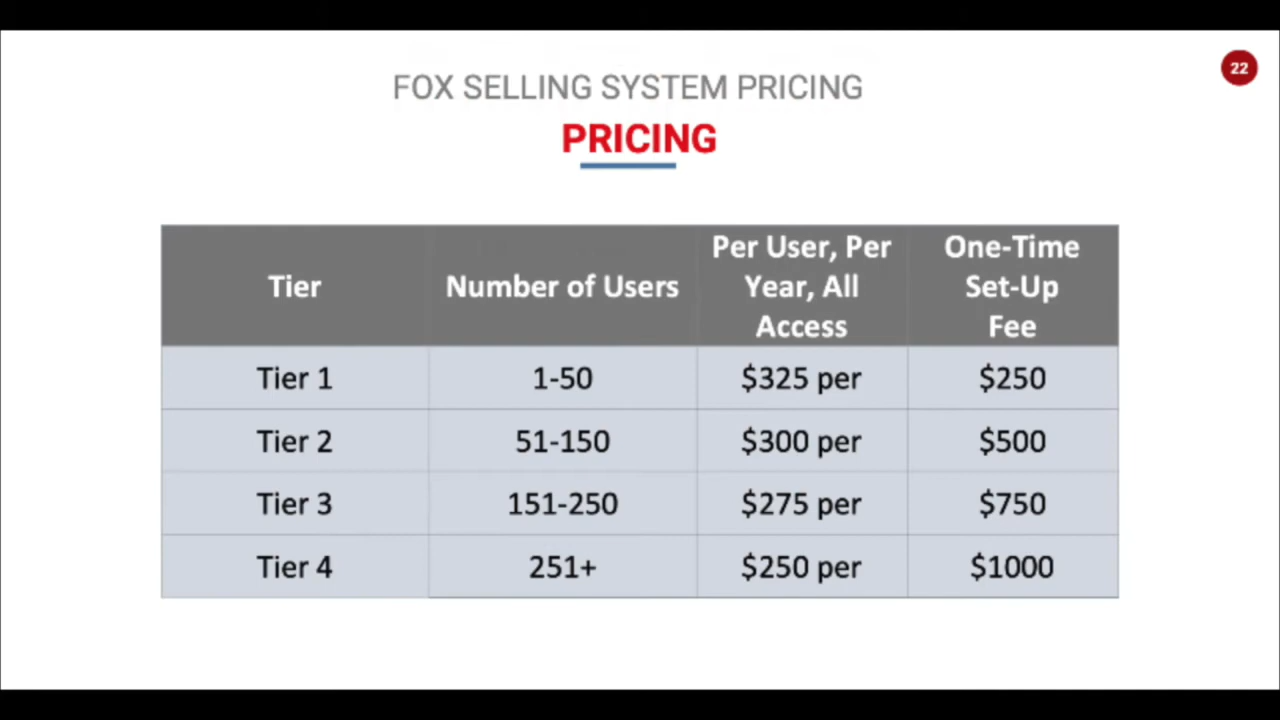 22
FOX SELLING SYSTEM PRICING
PRICING
Tier Number of Users Per User, Per Year, All Access One-Time Set-Up Fee
Tier 1 1-50 $325 per $250
Tier 2 51-150 $300 per $500
Tier 3 151-250 $275 per $750
Tier 4 251+ $250 per $1000